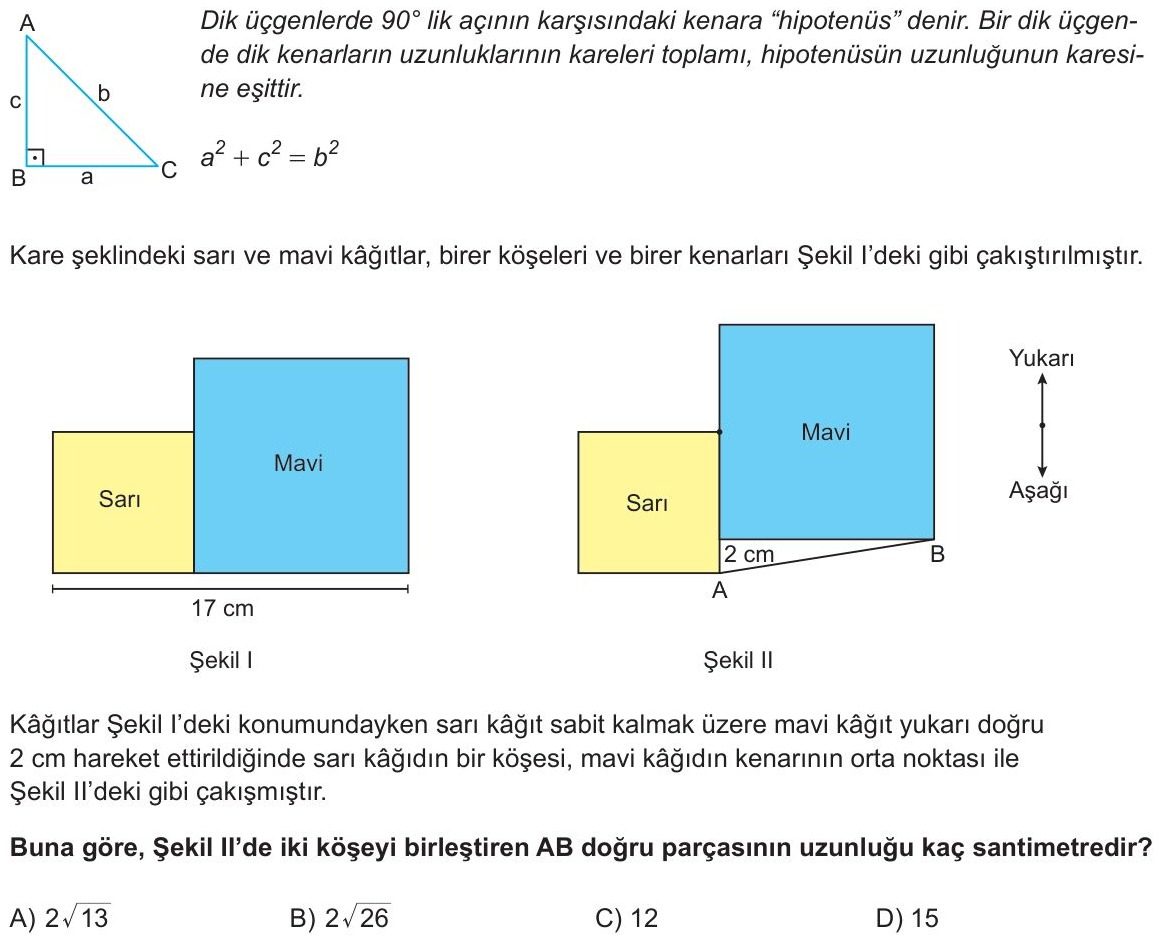 A
Dik üçgenlerde 90° lik açının karşısındaki kenara “hipotenüs” denir. Bir dik üçgen-
de dik kenarların uzunluklarının kareleri toplamı, hipotenüsün uzunluğunun karesi-
ne eşittir.
c
b
a² + c² = b²
B
a
C
Kare şeklindeki sarı ve mavi kâğıtlar, birer köşeleri ve birer kenarları Şekil I’deki gibi çakıştırılmıştır.
Sarı
Mavi
17 cm
Şekil I
Sarı
Mavi
2 cm
A
B
Şekil II
Yukarı
Aşağı
Kâğıtlar Şekil I’deki konumundayken sarı kâğıt sabit kalmak üzere mavi kâğıt yukarı doğru
2 cm hareket ettirildiğinde sarı kâğıdın bir köşesi, mavi kâğıdın kenarının orta noktası ile
Şekil II’deki gibi çakışmıştır.
Buna göre, Şekil II’de iki köşeyi birleştiren AB doğru parçasının uzunluğu kaç santimetredir?
A) 2√13 B) 2√26 C) 12 D) 15